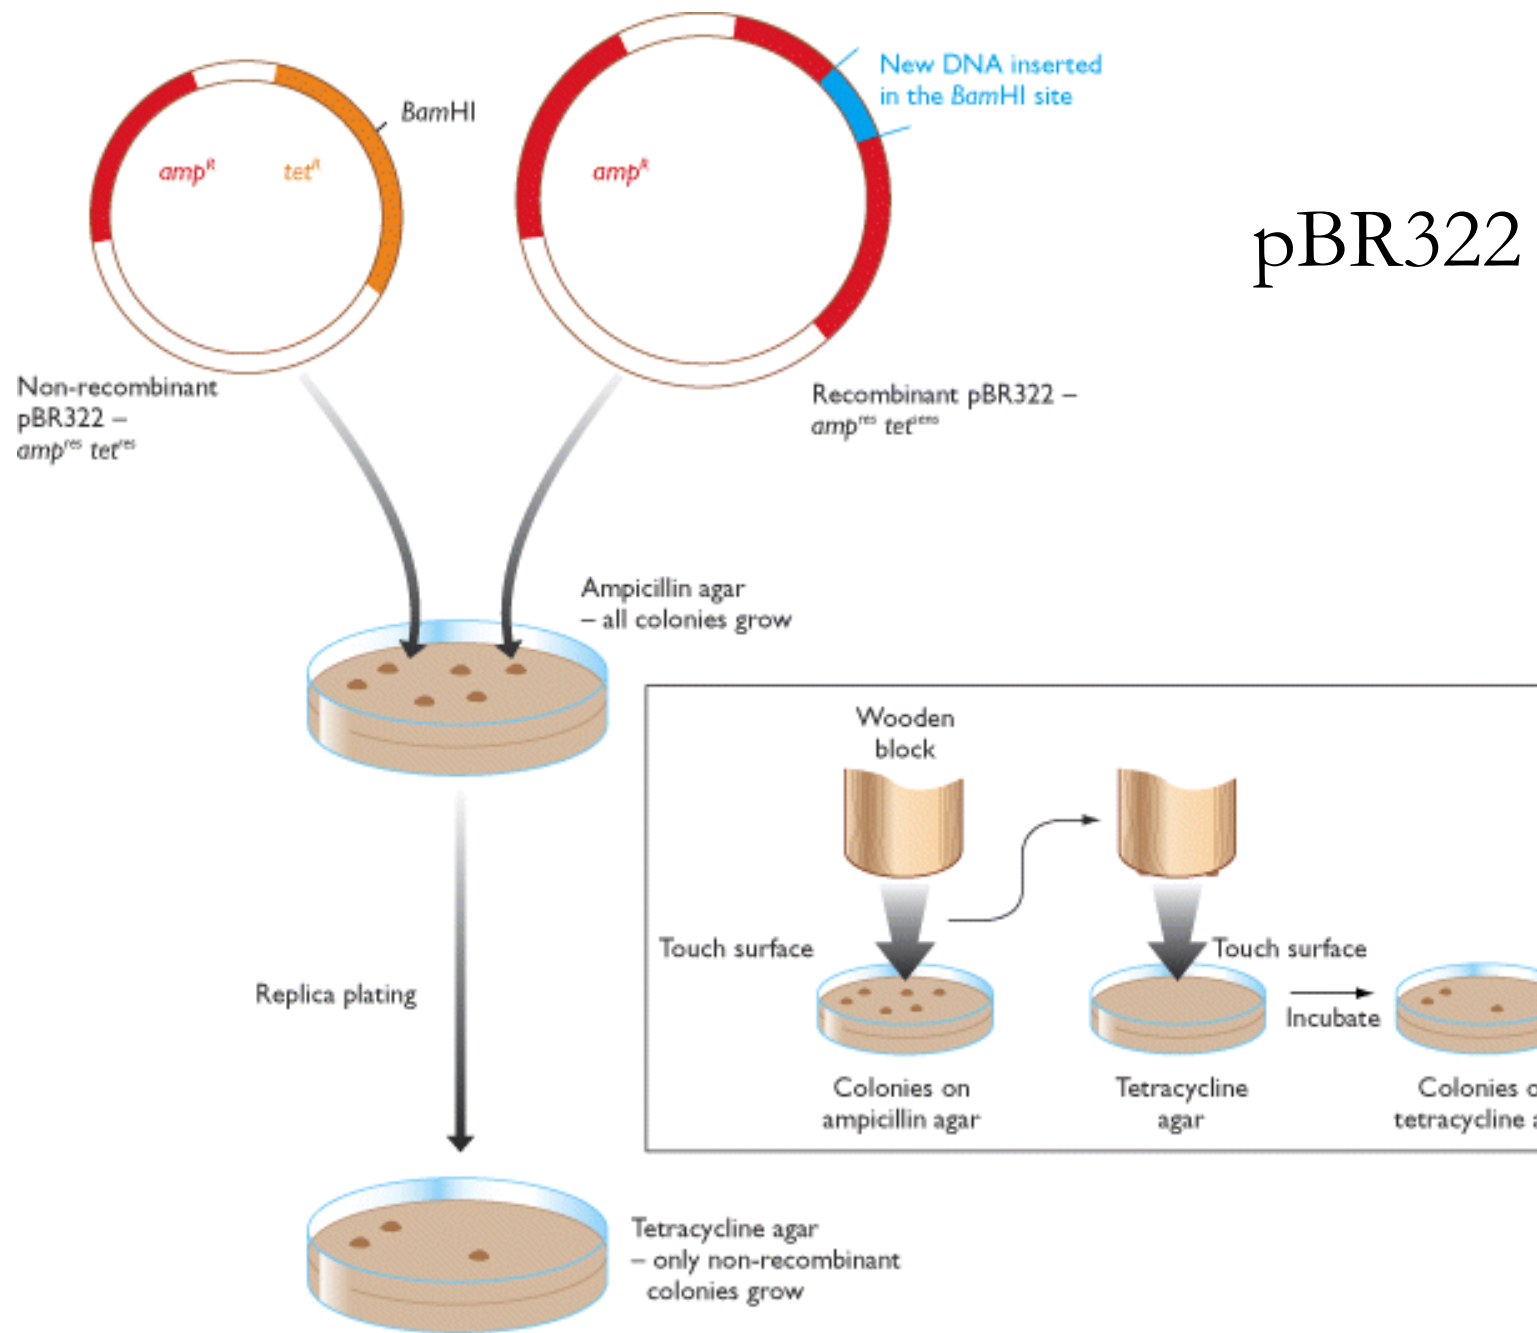 New DNA inserted
in the BamHI site
BamHI
amp^R
tet^R
amp^R
pBR322
Non-recombinant
pBR322 –
amp^res tet^res
Recombinant pBR322 –
amp^res tet^sens
Ampicillin agar
– all colonies grow
Replica plating
Wooden
block
Touch surface
Touch surface
Incubate
Colonies on
ampicillin agar
Tetracycline
agar
Colonies
tetracycline
Tetracycline agar
– only non-recombinant
colonies grow